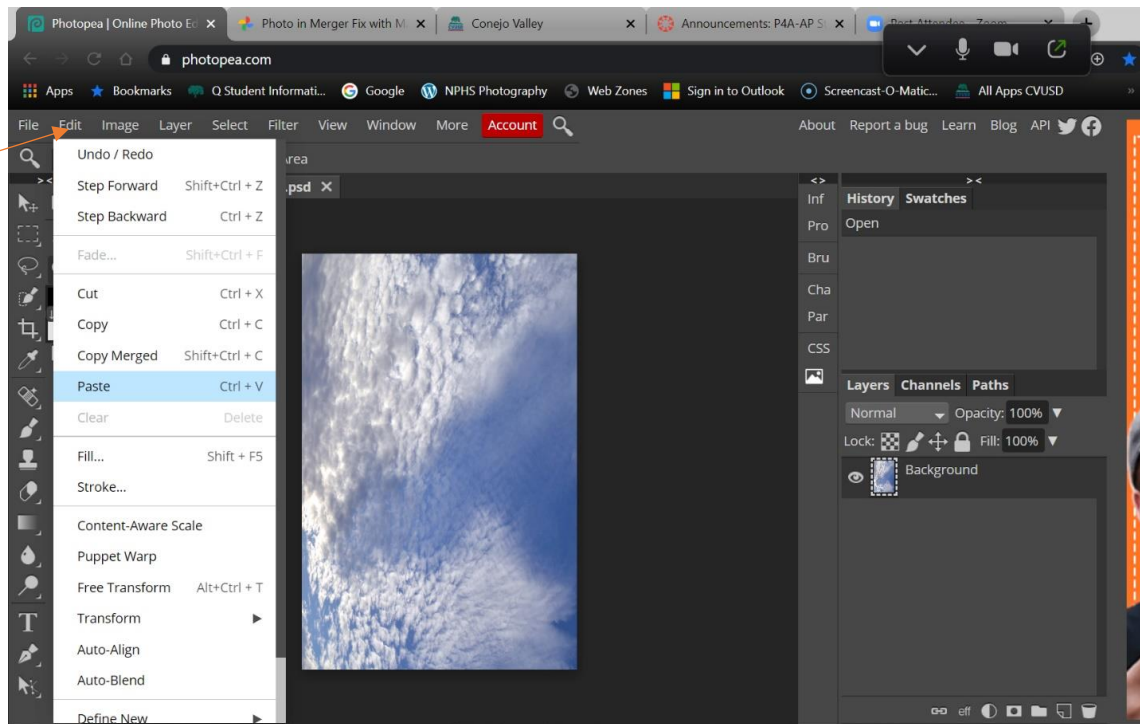 Photopea | Online Photo Ed
Photo in Merger Fix with M
Conejo Valley
Announcements: P4A-AP S
Post Attendee - Zoom
photopea.com
Apps Bookmarks Q Student Informati... Google NPHS Photography Web Zones Sign in to Outlook Screencast-O-Matic... All Apps CVUSD »
File Edit Image Layer Select Filter View Window More Account
About Report a bug Learn Blog API
Undo / Redo
Step Forward Shift+Ctrl + Z
Step Backward Ctrl + Z
Fade... Shift+Ctrl + F
Cut Ctrl + X
Copy Ctrl + C
Copy Merged Shift+Ctrl + C
Paste Ctrl + V
Clear Delete
Fill... Shift + F5
Stroke...
Content-Aware Scale
Puppet Warp
Free Transform Alt+Ctrl + T
Transform
Auto-Align
Auto-Blend
Define New
rea
.psd
Inf
Pro
Bru
Cha
Par
CSS
History Swatches
Open
Layers Channels Paths
Normal Opacity: 100%
Lock: Fill: 100%
Background
eff